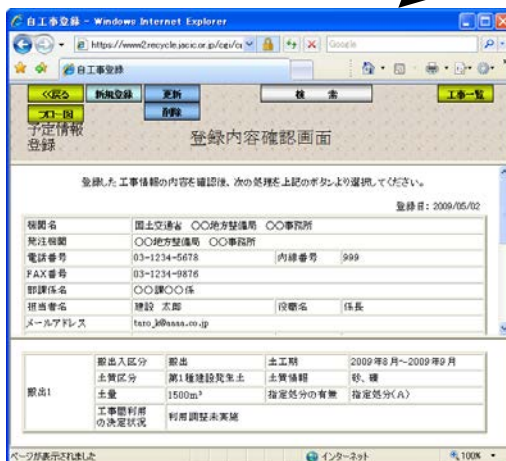 自工事登録 - Windows Internet Explorer
https://www2.recycle.jacic.or.jp/cgi/ca
Google
自工事登録
<<戻る 新規登録 更新 検 索 工事一覧
フロー図 削除
予定情報
登録
登録内容確認画面
登録した工事情報の内容を確認後、次の処理を上記のボタンより選択してください。
登録日:2009/05/02
機関名 国土交通省 〇〇地方整備局 〇〇事務所
発注機関 〇〇地方整備局 〇〇事務所
電話番号 03-1234-5678 内線番号 999
FAX番号 03-1234-9876
部課係名 〇〇課〇〇係
担当者名 建設 太郎 役職名 係長
メールアドレス taro_k@aaaa.co.jp
搬出入区分 搬出 土工期 2009年8月～2009年9月
土質区分 第1種建設発生土 土質情報 砂、礫
搬出1
土量 1500m³ 指定処分の有無 指定処分(A)
工事間利用
の決定状況
利用調整未実施
ページが表示されました インターネット 100%